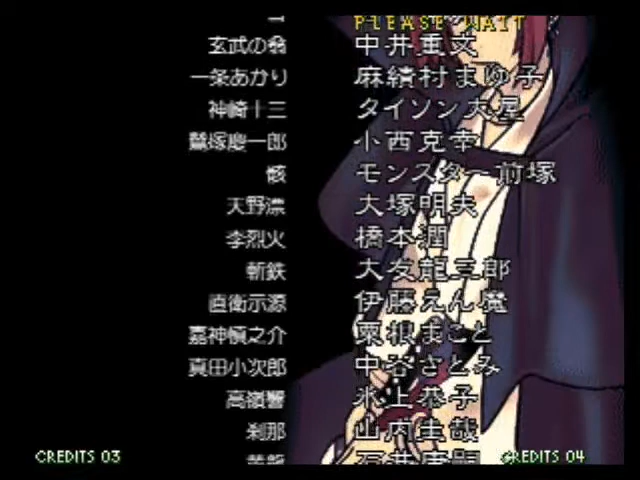 PLEASE WAIT
玄武の翁 中井重文
一条あかり 麻績村まゆ子
神崎十三 タイソン大屋
鷲塚慶一郎 小西克幸
骸 モンスター前塚
天野漂 大塚明夫
李烈火 橋本潤
斬鉄 大友龍三郎
直衛示源 伊藤えん魔
嘉神慎之介 栗根まこと
真田小次郎 中谷さとみ
高嶺響 氷上恭子
刹那 山内圭哉
CREDITS 03 CREDITS 04